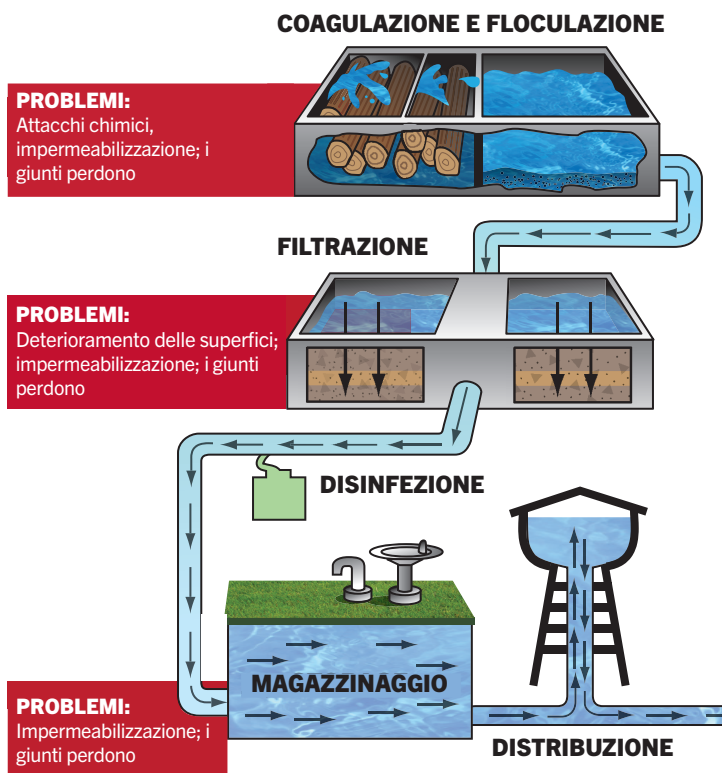 COAGULAZIONE E FLOCULAZIONE
PROBLEMI:
Attacchi chimici,
impermeabilizzazione; i
giunti perdono
FILTRAZIONE
PROBLEMI:
Deterioramento delle superfici;
impermeabilizzazione; i giunti
perdono
DISINFEZIONE
MAGAZZINAGGIO
PROBLEMI:
Impermeabilizzazione; i
giunti perdono
DISTRIBUZIONE